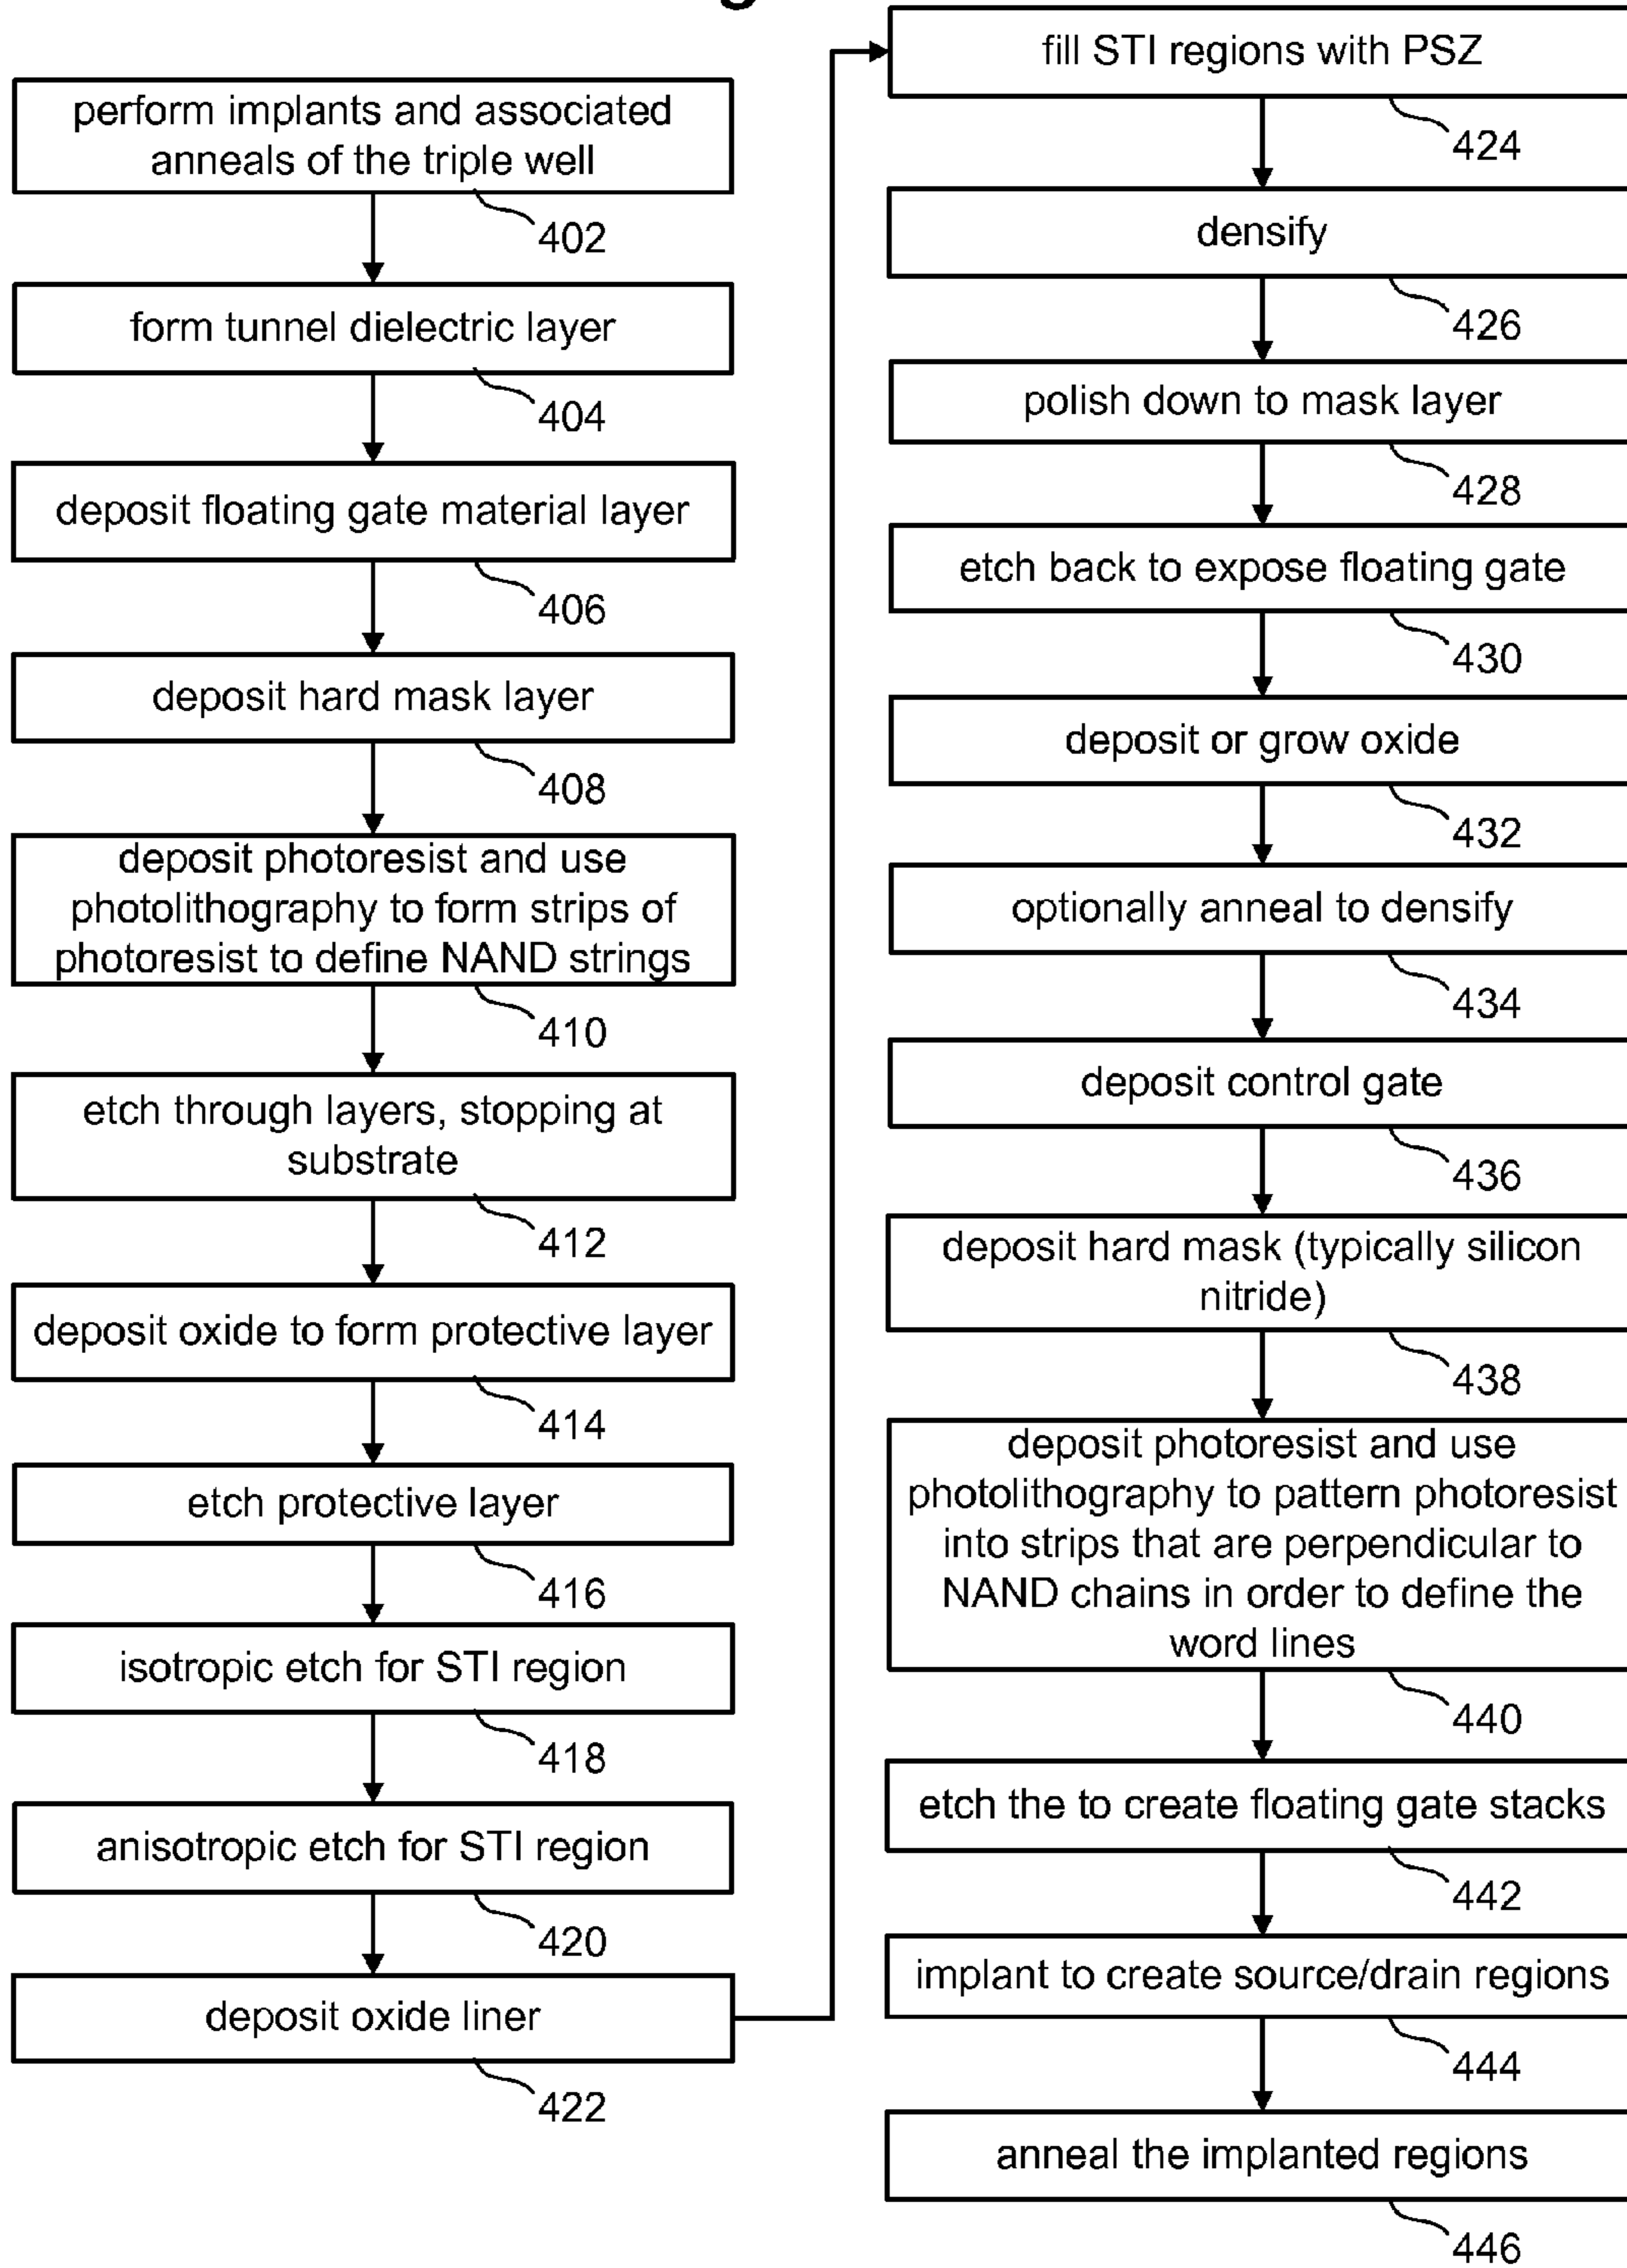 perform implants and associated
anneals of the triple well
402
form tunnel dielectric layer
404
deposit floating gate material layer
406
deposit hard mask layer
408
deposit photoresist and use
photolithography to form strips of
photoresist to define NAND strings
410
etch through layers, stopping at
substrate
412
deposit oxide to form protective layer
414
etch protective layer
416
isotropic etch for STI region
418
anisotropic etch for STI region
420
deposit oxide liner
422
fill STI regions with PSZ
424
densify
426
polish down to mask layer
428
etch back to expose floating gate
430
deposit or grow oxide
432
optionally anneal to densify
434
deposit control gate
436
deposit hard mask (typically silicon
nitride)
438
deposit photoresist and use
photolithography to pattern photoresist
into strips that are perpendicular to
NAND chains in order to define the
word lines
440
etch the to create floating gate stacks
442
implant to create source/drain regions
444
anneal the implanted regions
446